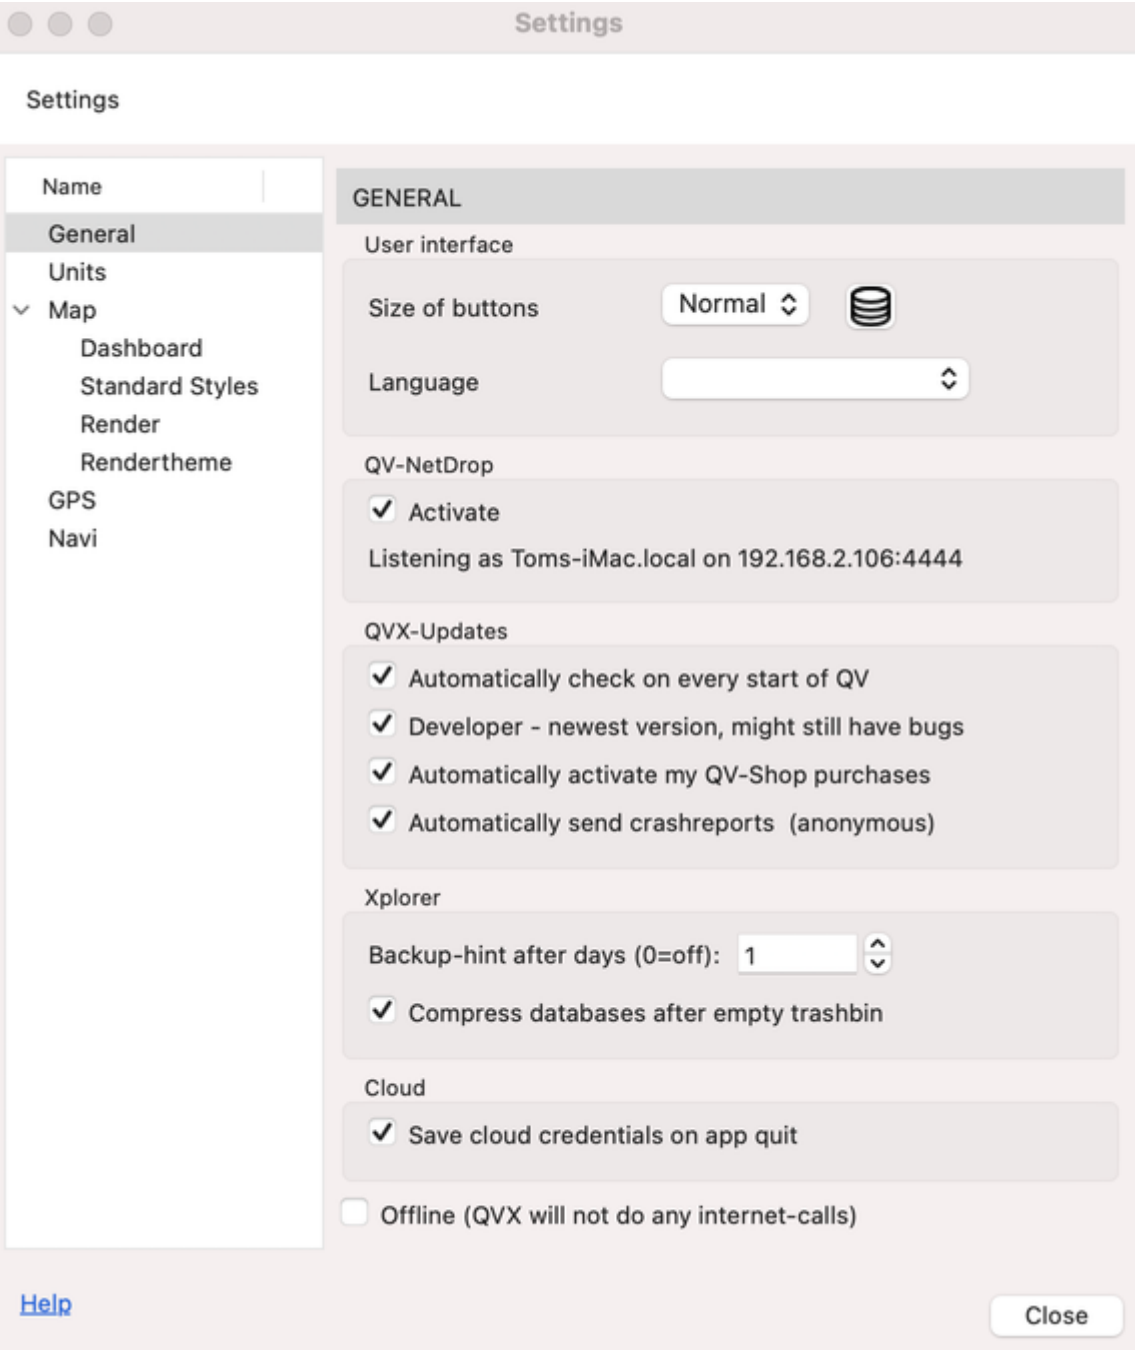 Settings
Settings
Name
General
Units
Map
Dashboard
Standard Styles
Render
Rendertheme
GPS
Navi
GENERAL
User interface
Size of buttons Normal
Language
QV-NetDrop
Activate
Listening as Toms-iMac.local on 192.168.2.106:4444
QVX-Updates
Automatically check on every start of QV
Developer - newest version, might still have bugs
Automatically activate my QV-Shop purchases
Automatically send crashreports (anonymous)
Xplorer
Backup-hint after days (0=off): 1
Compress databases after empty trashbin
Cloud
Save cloud credentials on app quit
Offline (QVX will not do any internet-calls)
Help
Close